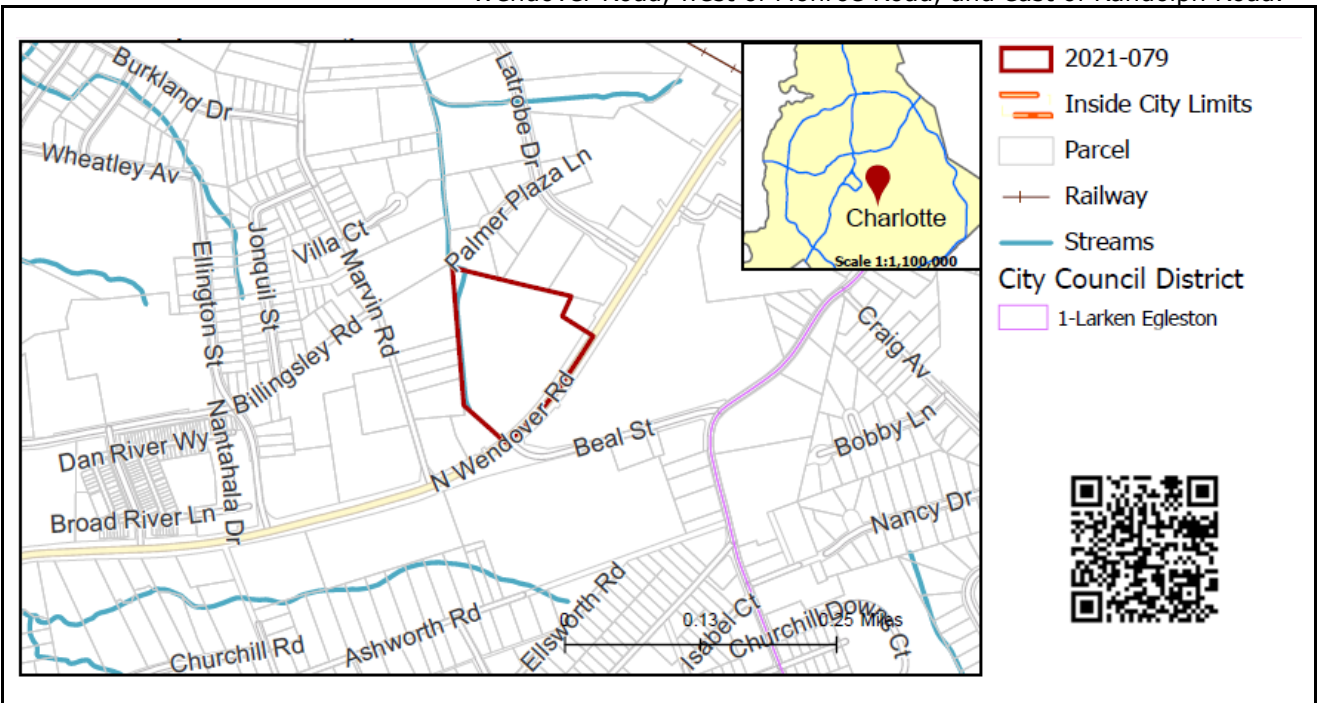 Wendover Road, west of Monroe Road, and east of Randolph Road.
Burkland Dr
Latrobe Dr
Wheatley Av
Palmer Plaza Ln
Villa Ct
Jonquil St
Ellington St
Marvin Rd
Billingsley Rd
Nantahala Dr
Dan River Wy
Broad River Ln
N Wendover Rd
Beal St
Craig Av
Bobby Ln
Nancy Dr
Ellsworth Rd
Isabel Ct
Churchill Downs Ct
Ashworth Rd
Churchill Rd
0 0.13 0.25 Miles
Charlotte
Scale 1:1,100,000
2021-079
Inside City Limits
Parcel
Railway
Streams
City Council District
1-Larken Egleston